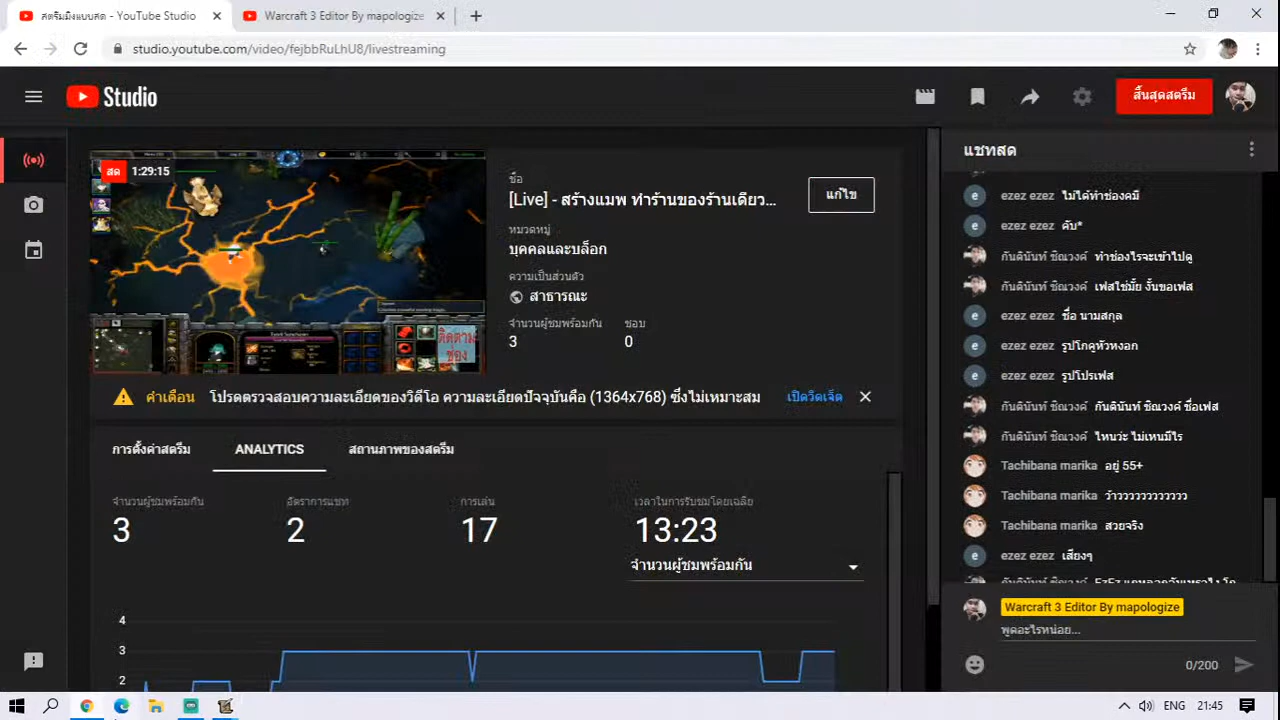 สตรีมมิงแบบสด - YouTube Studio
Warcraft 3 Editor By mapologize
studio.youtube.com/video/fejbbRuLhU8/livestreaming
Studio
สิ้นสุดสตรีม
สด 1:29:15
ติดตาม
ช่อง
ชื่อ
[Live] - สร้างแมพ ทำร้านของร้านเดียว...
แก้ไข
หมวดหมู่
บุคคลและบล็อก
ความเป็นส่วนตัว
สาธารณะ
จำนวนผู้ชมพร้อมกัน ชอบ
3 0
คำเตือน โปรดตรวจสอบความละเอียดของวิดีโอ ความละเอียดปัจจุบันคือ (1364x768) ซึ่งไม่เหมาะสม เปิดวิดเจ็ต
การตั้งค่าสตรีม ANALYTICS สถานภาพของสตรีม
จำนวนผู้ชมพร้อมกัน อัตราการแชท การเล่น เวลาในการรับชมโดยเฉลี่ย
3 2 17 13:23
จำนวนผู้ชมพร้อมกัน
4
3
2
แชทสด
e ezez ezez ไม่ได้ทำช่องคมี
e ezez ezez คับ*
กันตินันท์ ชิณวงศ์ ทำช่องไรจะเข้าไปดู
กันตินันท์ ชิณวงศ์ เฟสใช่มั้ย งั้นขอเฟส
e ezez ezez ชื่อ นามสกุล
e ezez ezez รูปโกคูหัวหงอก
e ezez ezez รูปโปรเฟส
กันตินันท์ ชิณวงศ์ กันตินันท์ ชิณวงศ์ ชื่อเฟส
กันตินันท์ ชิณวงศ์ ไหนว่ะ ไม่เหนมีไร
Tachibana marika อยู่ 55+
Tachibana marika ว้าววววววววววววว
Tachibana marika สวยจริง
e ezez ezez เสียงๆ
Warcraft 3 Editor By mapologize
พูดอะไรหน่อย...
0/200
ENG 21:45